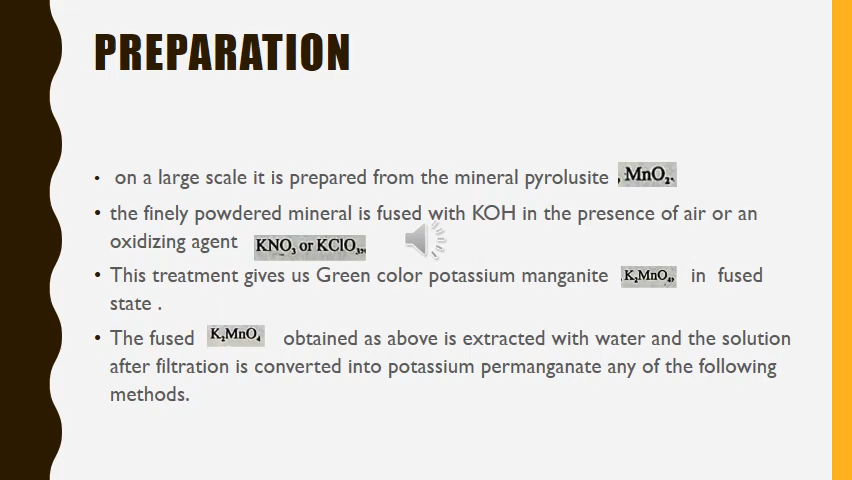 PREPARATION
• on a large scale it is prepared from the mineral pyrolusite , MnO₂.
• the finely powdered mineral is fused with KOH in the presence of air or an
oxidizing agent KNO₃ or KClO₃,
• This treatment gives us Green color potassium manganite K₂MnO₄, in fused
state .
• The fused K₂MnO₄ obtained as above is extracted with water and the solution
after filtration is converted into potassium permanganate any of the following
methods.